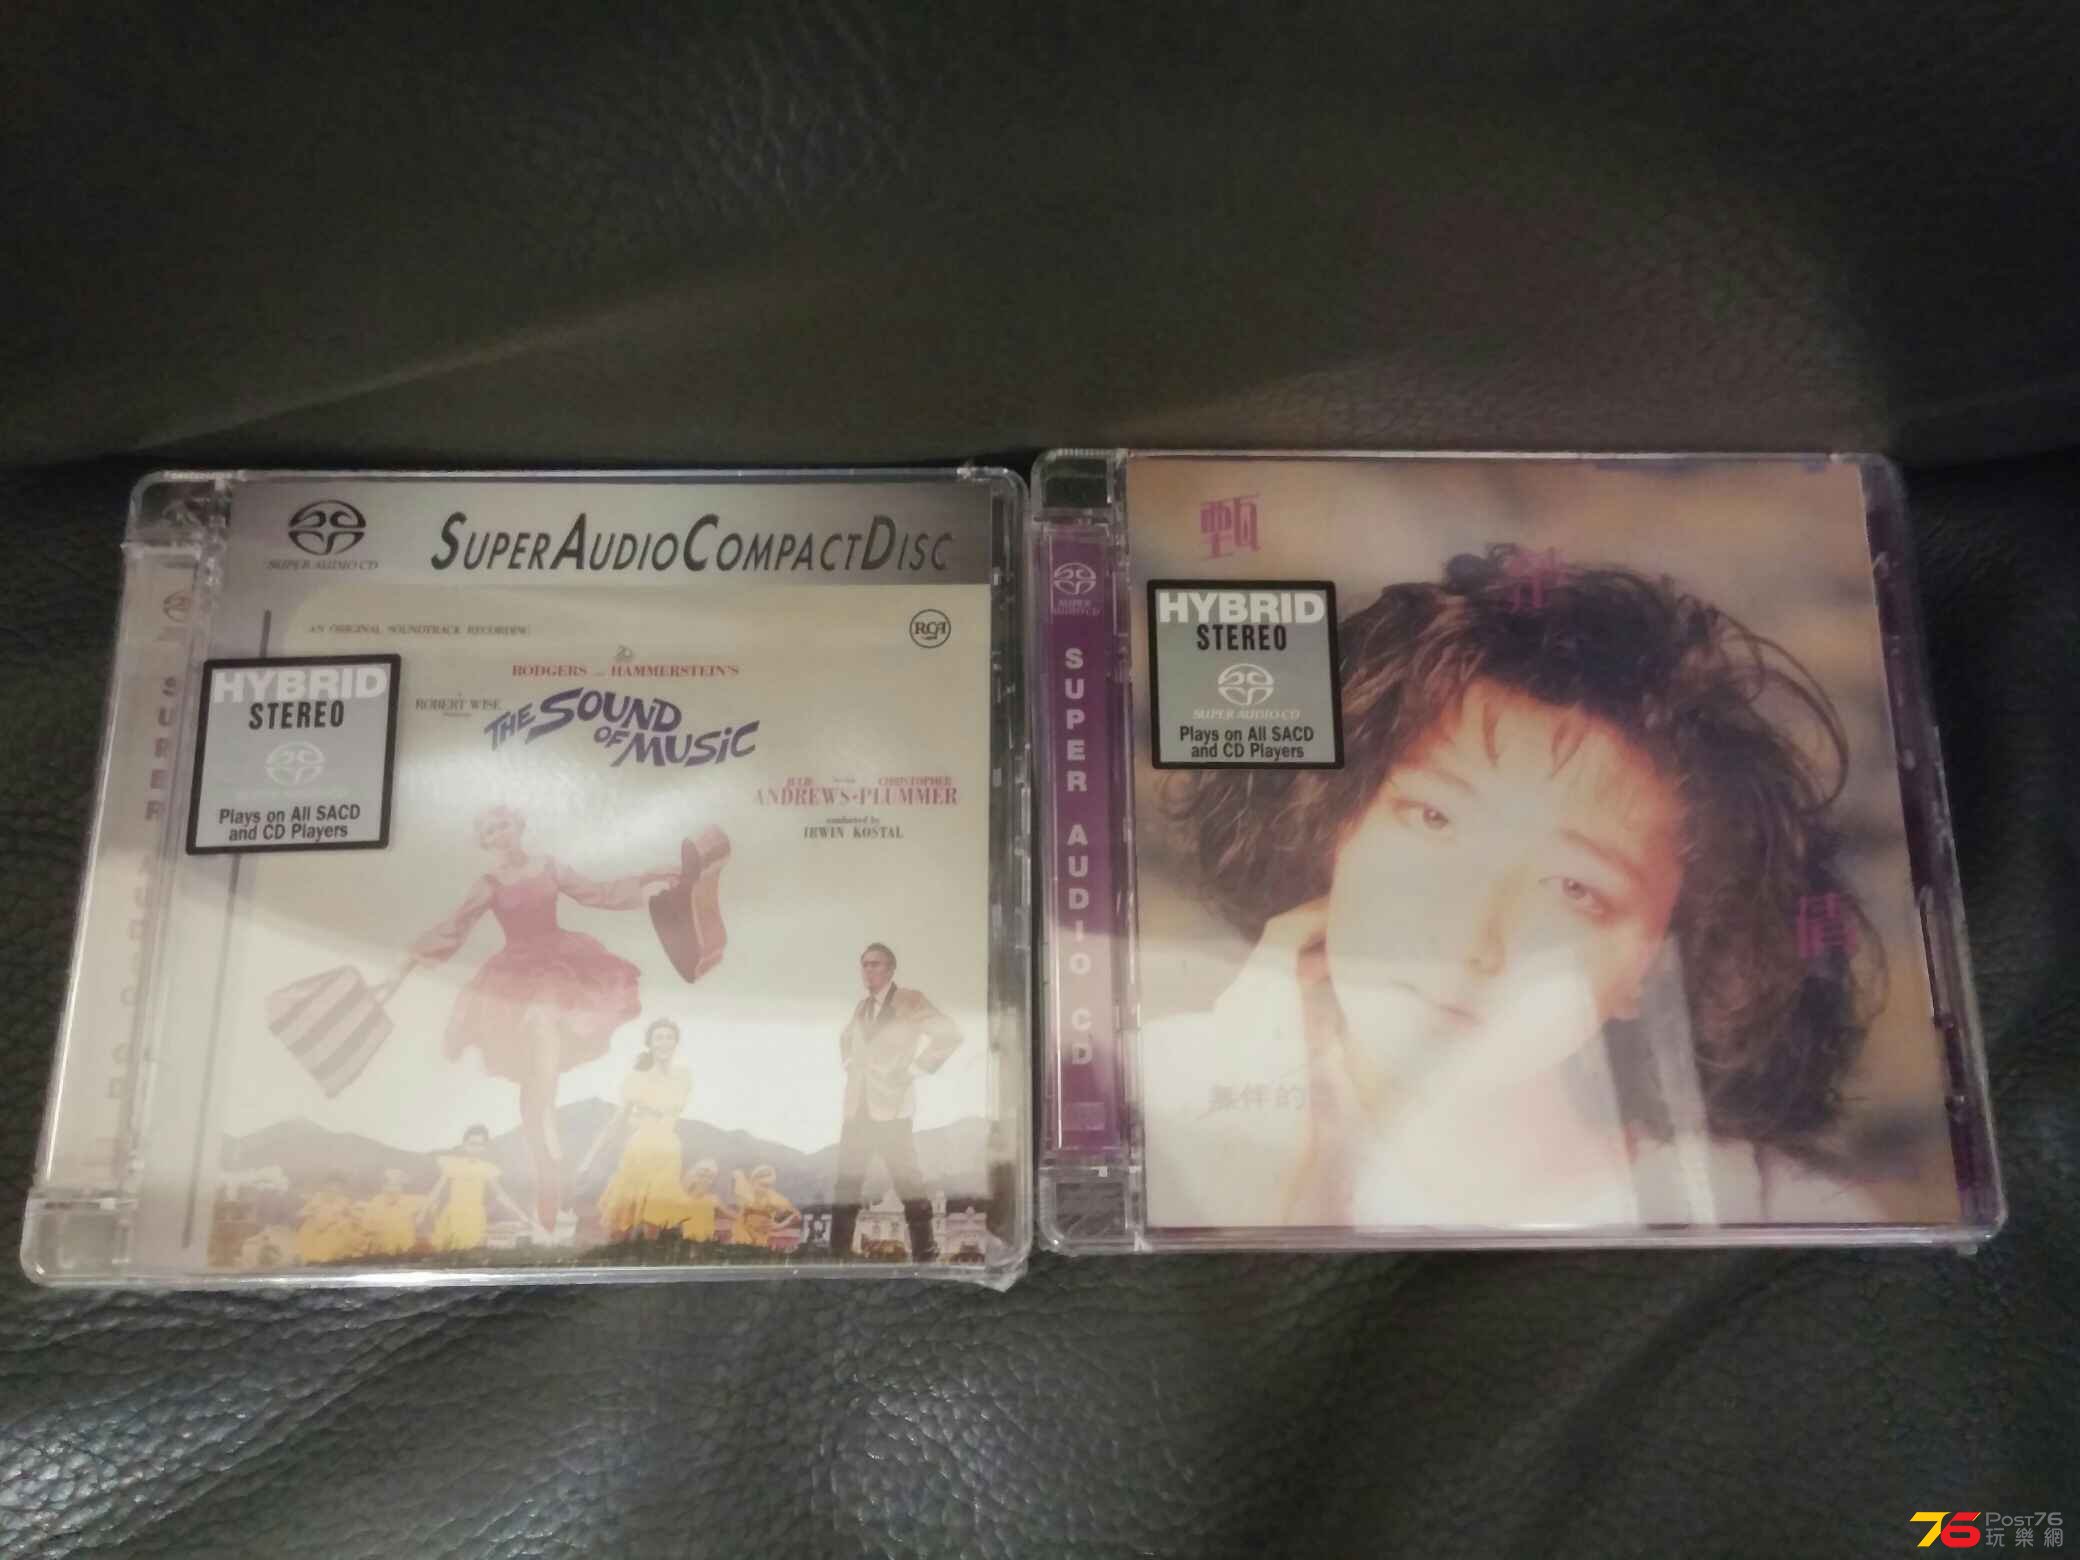 SUPER AUDIO CD
SUPERAUDIOCOMPACTDISC
AN ORIGINAL SOUNDTRACK RECORDING
RCA
RODGERS AND HAMMERSTEIN'S
ROBERT WISE
THE SOUND
OF MUSIC
JULIE CHRISTOPHER
ANDREWS·PLUMMER
conducted by
IRWIN KOSTAL
HYBRID
STEREO
Plays on All SACD
and CD Players
SUPER
SUPER
AUDIO CD
SUPER AUDIO CD
HYBRID
STEREO
SUPER AUDIO CD
Plays on All SACD
and CD Players
情
無伴的
76 POST76
玩樂網